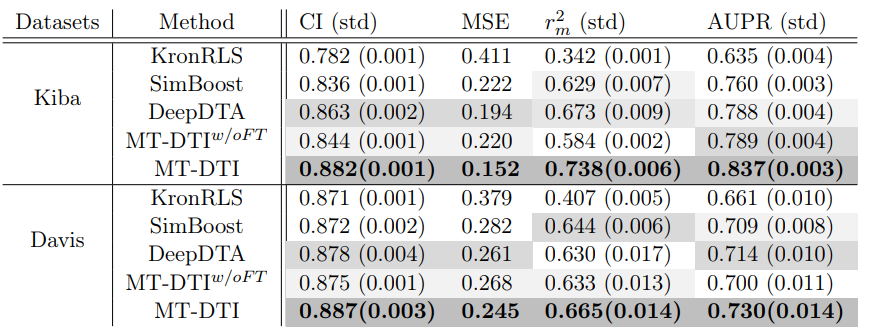 Datasets Method CI (std) MSE r²ₘ (std) AUPR (std)
KronRLS 0.782 (0.001) 0.411 0.342 (0.001) 0.635 (0.004)
SimBoost 0.836 (0.001) 0.222 0.629 (0.007) 0.760 (0.003)
Kiba DeepDTA 0.863 (0.002) 0.194 0.673 (0.009) 0.788 (0.004)
MT-DTI^w/oFT 0.844 (0.001) 0.220 0.584 (0.002) 0.789 (0.004)
MT-DTI 0.882(0.001) 0.152 0.738(0.006) 0.837(0.003)
KronRLS 0.871 (0.001) 0.379 0.407 (0.005) 0.661 (0.010)
SimBoost 0.872 (0.002) 0.282 0.644 (0.006) 0.709 (0.008)
Davis DeepDTA 0.878 (0.004) 0.261 0.630 (0.017) 0.714 (0.010)
MT-DTI^w/oFT 0.875 (0.001) 0.268 0.633 (0.013) 0.700 (0.011)
MT-DTI 0.887(0.003) 0.245 0.665(0.014) 0.730(0.014)